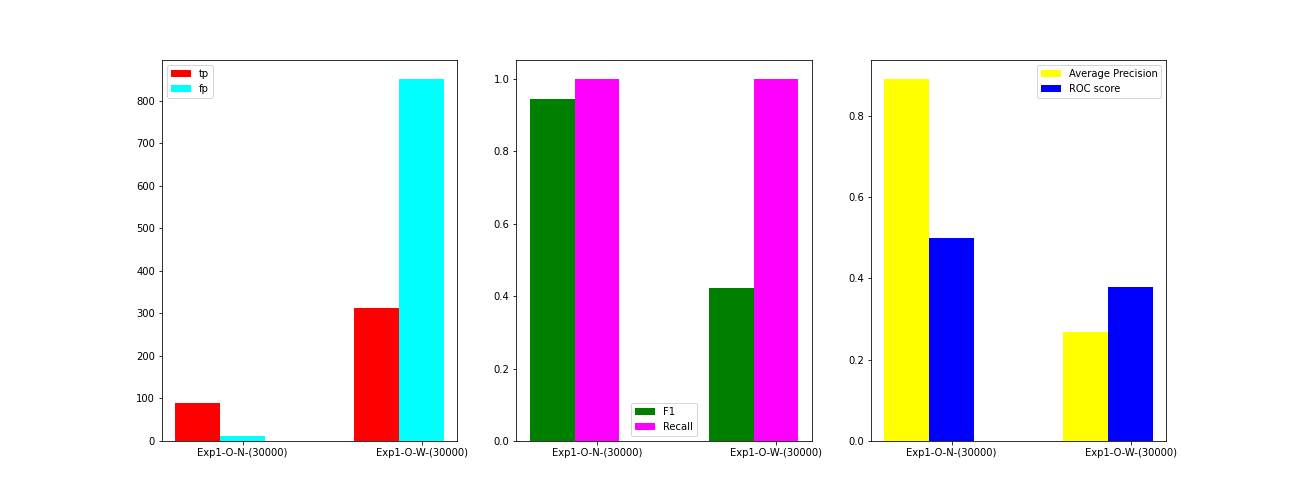 tp
fp
800
700
600
500
400
300
200
100
0
Exp1-O-N-(30000)
Exp1-O-W-(30000)
1.0
0.8
0.6
0.4
0.2
0.0
F1
Recall
Exp1-O-N-(30000)
Exp1-O-W-(30000)
Average Precision
ROC score
0.8
0.6
0.4
0.2
0.0
Exp1-O-N-(30000)
Exp1-O-W-(30000)